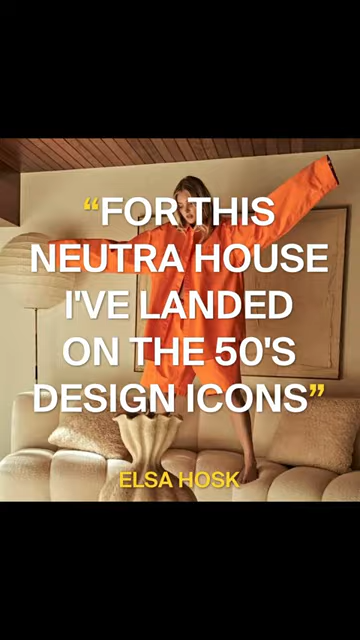 “FOR THIS
NEUTRA HOUSE
I'VE LANDED
ON THE 50'S
DESIGN ICONS”
ELSA HOSK